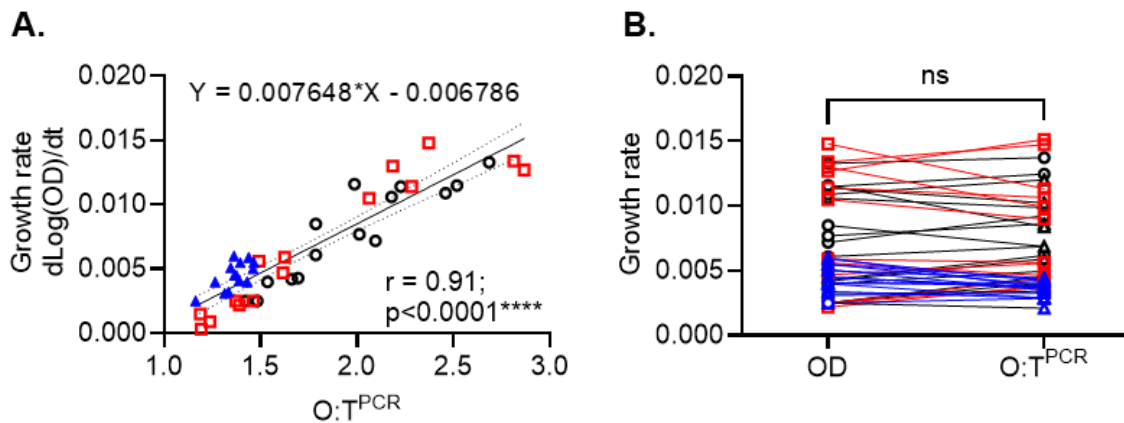 A.
Y = 0.007648*X - 0.006786
r = 0.91;
p<0.0001****
Growth rate
dLog(OD)/dt
0.020
0.015
0.010
0.005
0.000
1.0 1.5 2.0 2.5 3.0
O:T^PCR
B.
ns
Growth rate
0.020
0.015
0.010
0.005
0.000
OD O:T^PCR